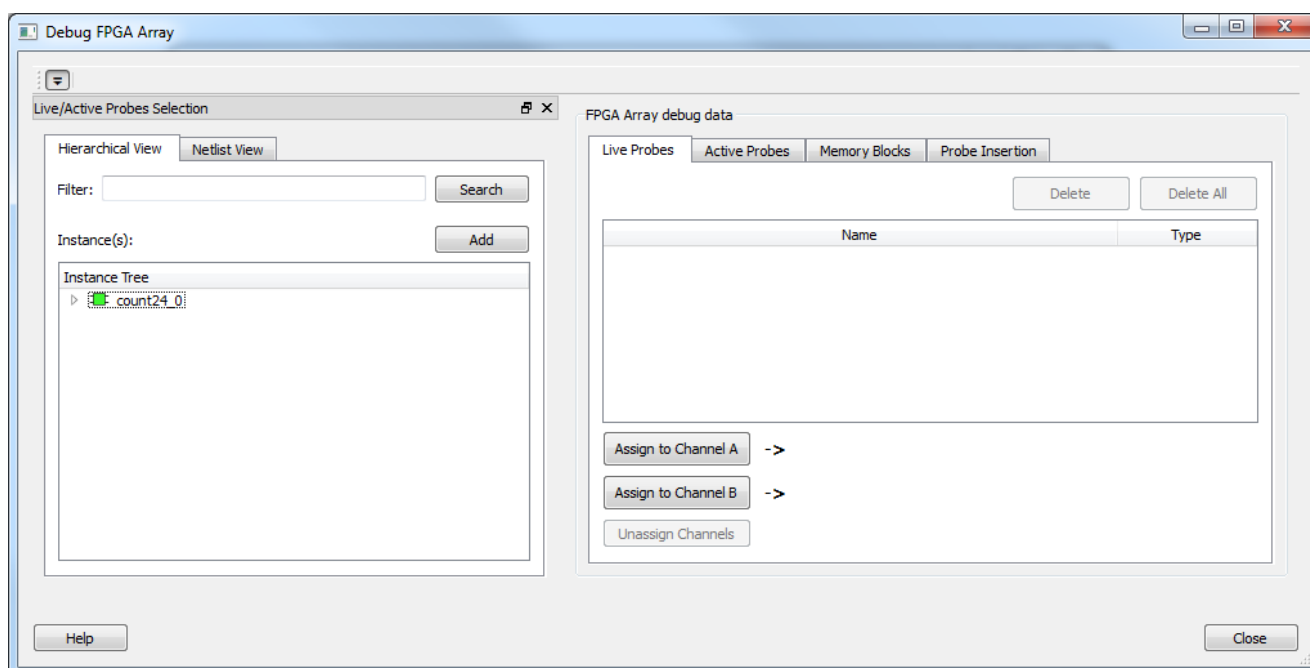 Debug FPGA Array
Live/Active Probes Selection
Hierarchical View
Netlist View
Filter:
Search
Instance(s):
Add
Instance Tree
count24_0
FPGA Array debug data
Live Probes
Active Probes
Memory Blocks
Probe Insertion
Delete
Delete All
Name
Type
Assign to Channel A ->
Assign to Channel B ->
Unassign Channels
Help
Close